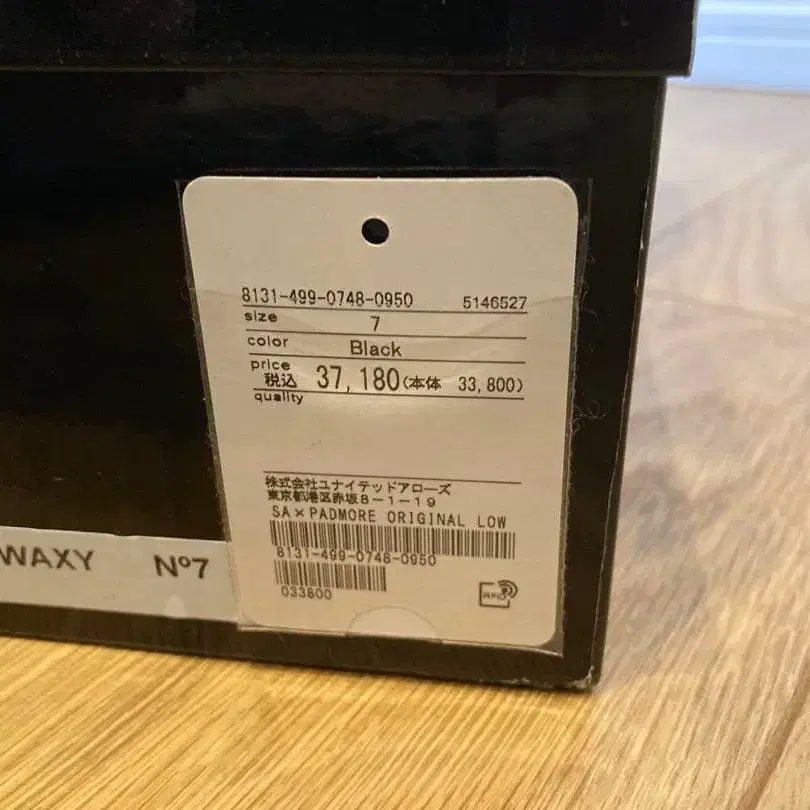 8131-499-0748-0950 5146527
size 7
color Black
price
税込 37,180(本体 33,800)
quality
株式会社ユナイテッドアローズ
東京都港区赤坂8-1-19
SA×PADMORE ORIGINAL LOW
8131-499-0748-0950
033800
RFID
WAXY Nº7